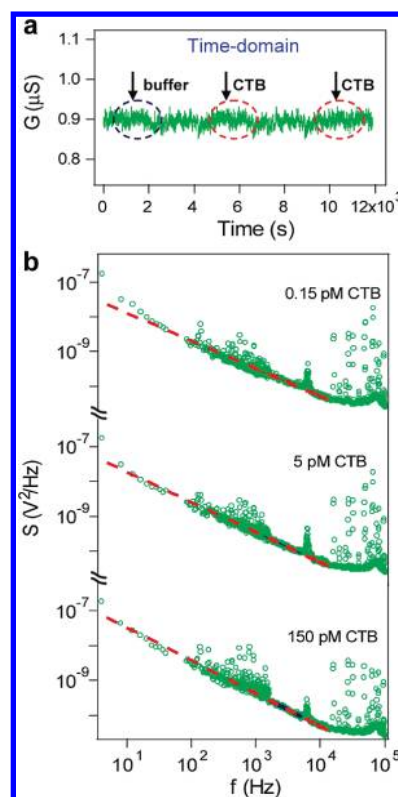 a
Time-domain
buffer
CTB
CTB
G (μS)
1.1
1.0
0.9
0.8
0 2 4 6 8 10 12x10³
Time (s)
b
0.15 pM CTB
5 pM CTB
150 pM CTB
S (V²/Hz)
10⁻⁷
10⁻⁹
10⁻⁷
10⁻⁹
10⁻⁷
10⁻⁹
10¹ 10² 10³ 10⁴ 10⁵
f (Hz)